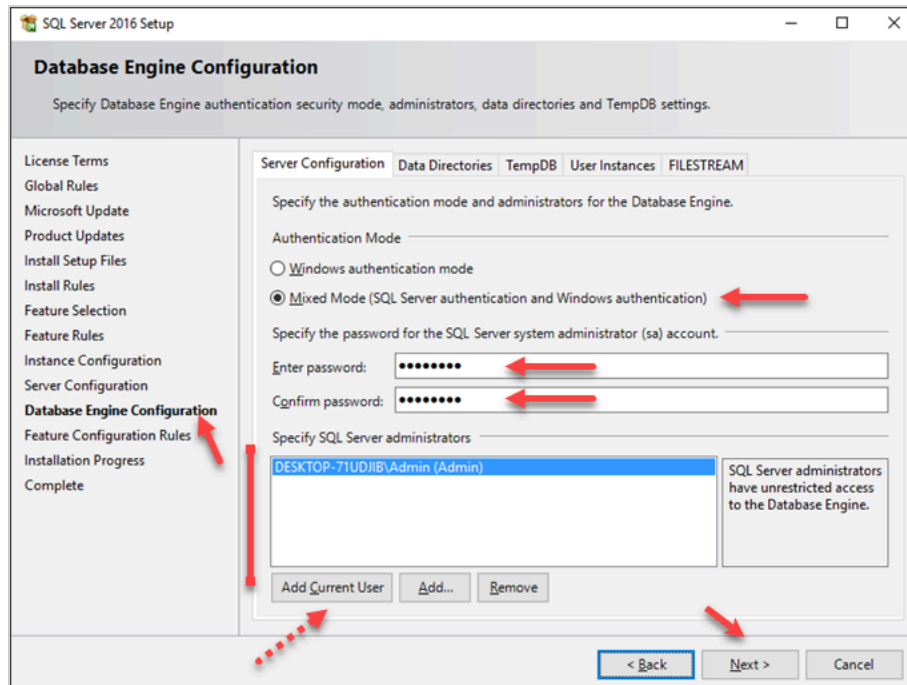 SQL Server 2016 Setup
Database Engine Configuration
Specify Database Engine authentication security mode, administrators, data directories and TempDB settings.
License Terms
Global Rules
Microsoft Update
Product Updates
Install Setup Files
Install Rules
Feature Selection
Feature Rules
Instance Configuration
Server Configuration
Database Engine Configuration
Feature Configuration Rules
Installation Progress
Complete
Server Configuration Data Directories TempDB User Instances FILESTREAM
Specify the authentication mode and administrators for the Database Engine.
Authentication Mode
Windows authentication mode
Mixed Mode (SQL Server authentication and Windows authentication)
Specify the password for the SQL Server system administrator (sa) account.
Enter password: ●●●●●●●●
Confirm password: ●●●●●●●●
Specify SQL Server administrators
DESKTOP-71UDJIB\Admin (Admin)
SQL Server administrators
have unrestricted access
to the Database Engine.
Add Current User Add... Remove
< Back Next > Cancel